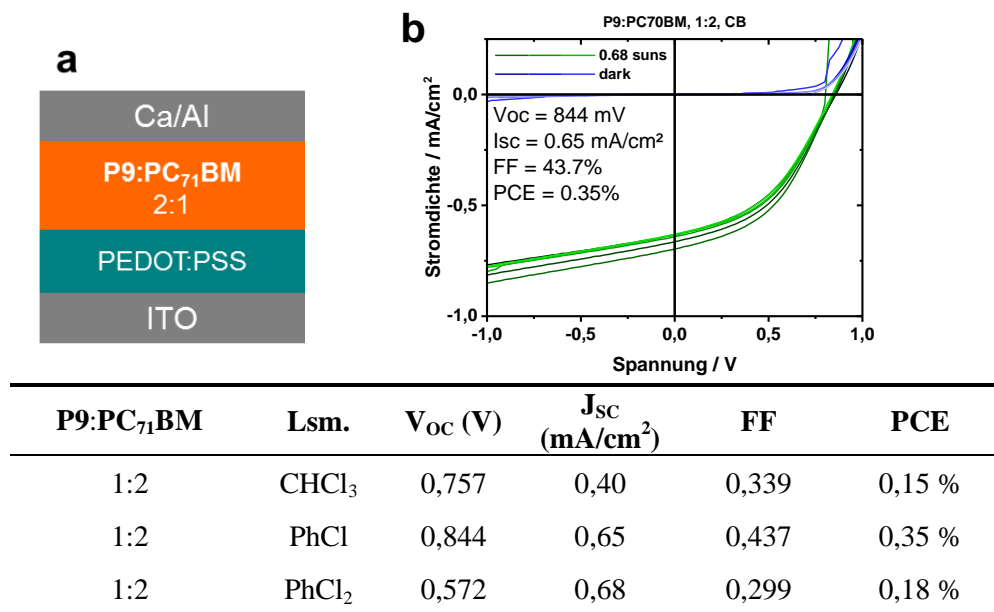 a
Ca/Al
P9:PC₇₁BM
2:1
PEDOT:PSS
ITO
b
P9:PC70BM, 1:2, CB
0.68 suns
dark
Voc = 844 mV
Isc = 0.65 mA/cm²
FF = 43.7%
PCE = 0.35%
Stromdichte / mA/cm²
0,0
-0,5
-1,0
-1,0 -0,5 0,0 0,5 1,0
Spannung / V
P9:PC₇₁BM Lsm. V_OC (V) J_SC (mA/cm²) FF PCE
1:2 CHCl₃ 0,757 0,40 0,339 0,15 %
1:2 PhCl 0,844 0,65 0,437 0,35 %
1:2 PhCl₂ 0,572 0,68 0,299 0,18 %